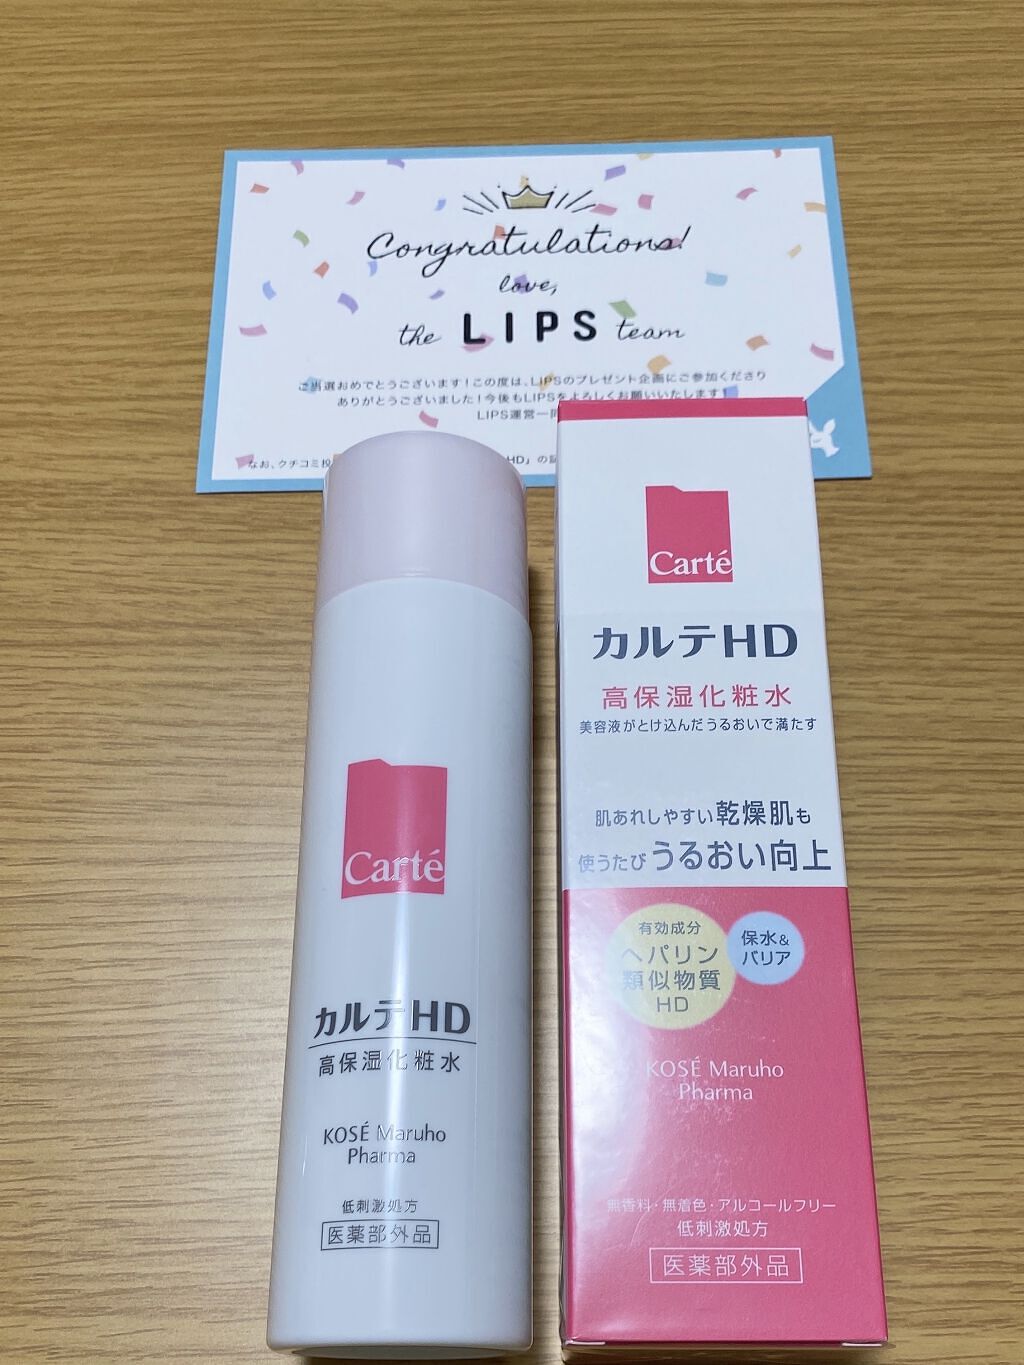 Congratulations!
love,
the LIPS team
ご当選おめでとうございます！この度は、LIPSのプレゼント企画にご参加くださり
ありがとうございました！今後もLIPSをよろしくお願いいたします！
LIPS運営一同
なお、クチコミ投
HD」の
Carté
カルテHD
高保湿化粧水
KOSÉ Maruho
Pharma
低刺激処方
医薬部外品
Carté
カルテHD
高保湿化粧水
美容液がとけ込んだうるおいで満たす
肌あれしやすい乾燥肌も
使うたびうるおい向上
有効成分
ヘパリン
類似物質
HD
保水&
バリア
KOSÉ Maruho
Pharma
無香料・無着色・アルコールフリー
低刺激処方
医薬部外品